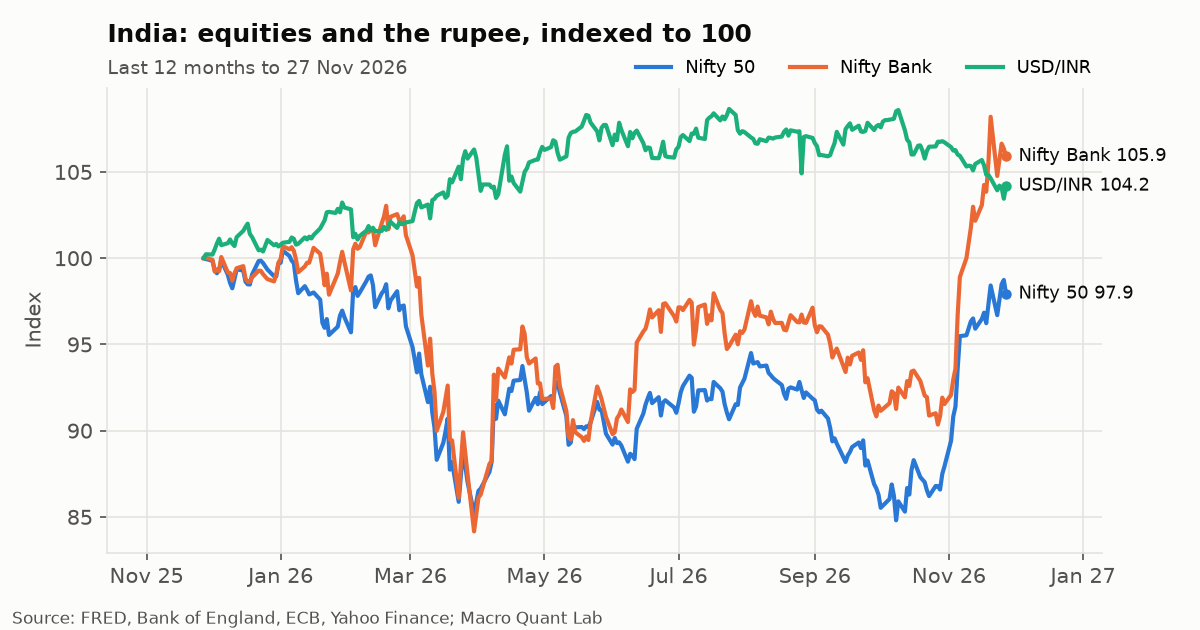 India: equities and the rupee, indexed to 100
Last 12 months to 27 Nov 2026
Nifty 50
Nifty Bank
USD/INR
Index
105
100
95
90
85
Nifty Bank 105.9
USD/INR 104.2
Nifty 50 97.9
Nov 25
Jan 26
Mar 26
May 26
Jul 26
Sep 26
Nov 26
Jan 27
Source: FRED, Bank of England, ECB, Yahoo Finance; Macro Quant Lab